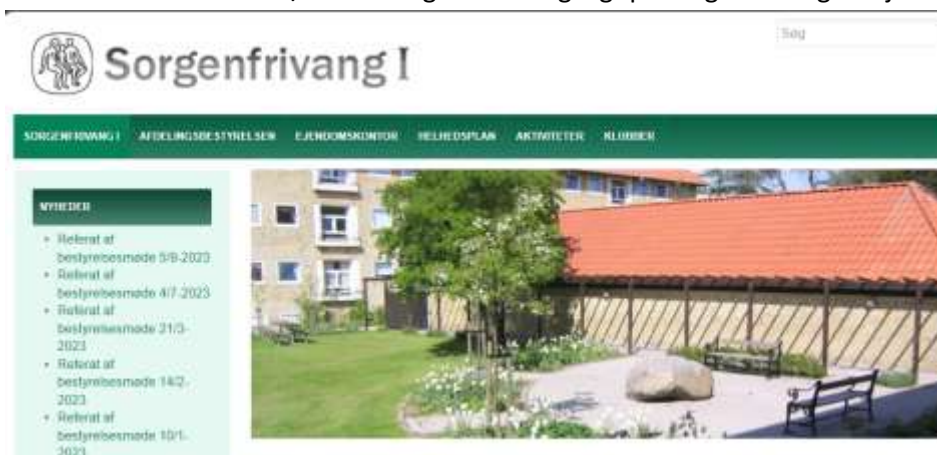 Søg
Sorgenfrivang I
SORGENFRIVANG I AFDELINGSBESTYRELSEN EJENDOMSKONTOR HELHEDSPLAN AKTIVITETER KLUBBER
NYHEDER
• Referat af
bestyrelsesmøde 5/9-2023
• Referat af
bestyrelsesmøde 4/7-2023
• Referat af
bestyrelsesmøde 21/3-
2023
• Referat af
bestyrelsesmøde 14/2-
2023
• Referat af
bestyrelsesmøde 10/1-
2023